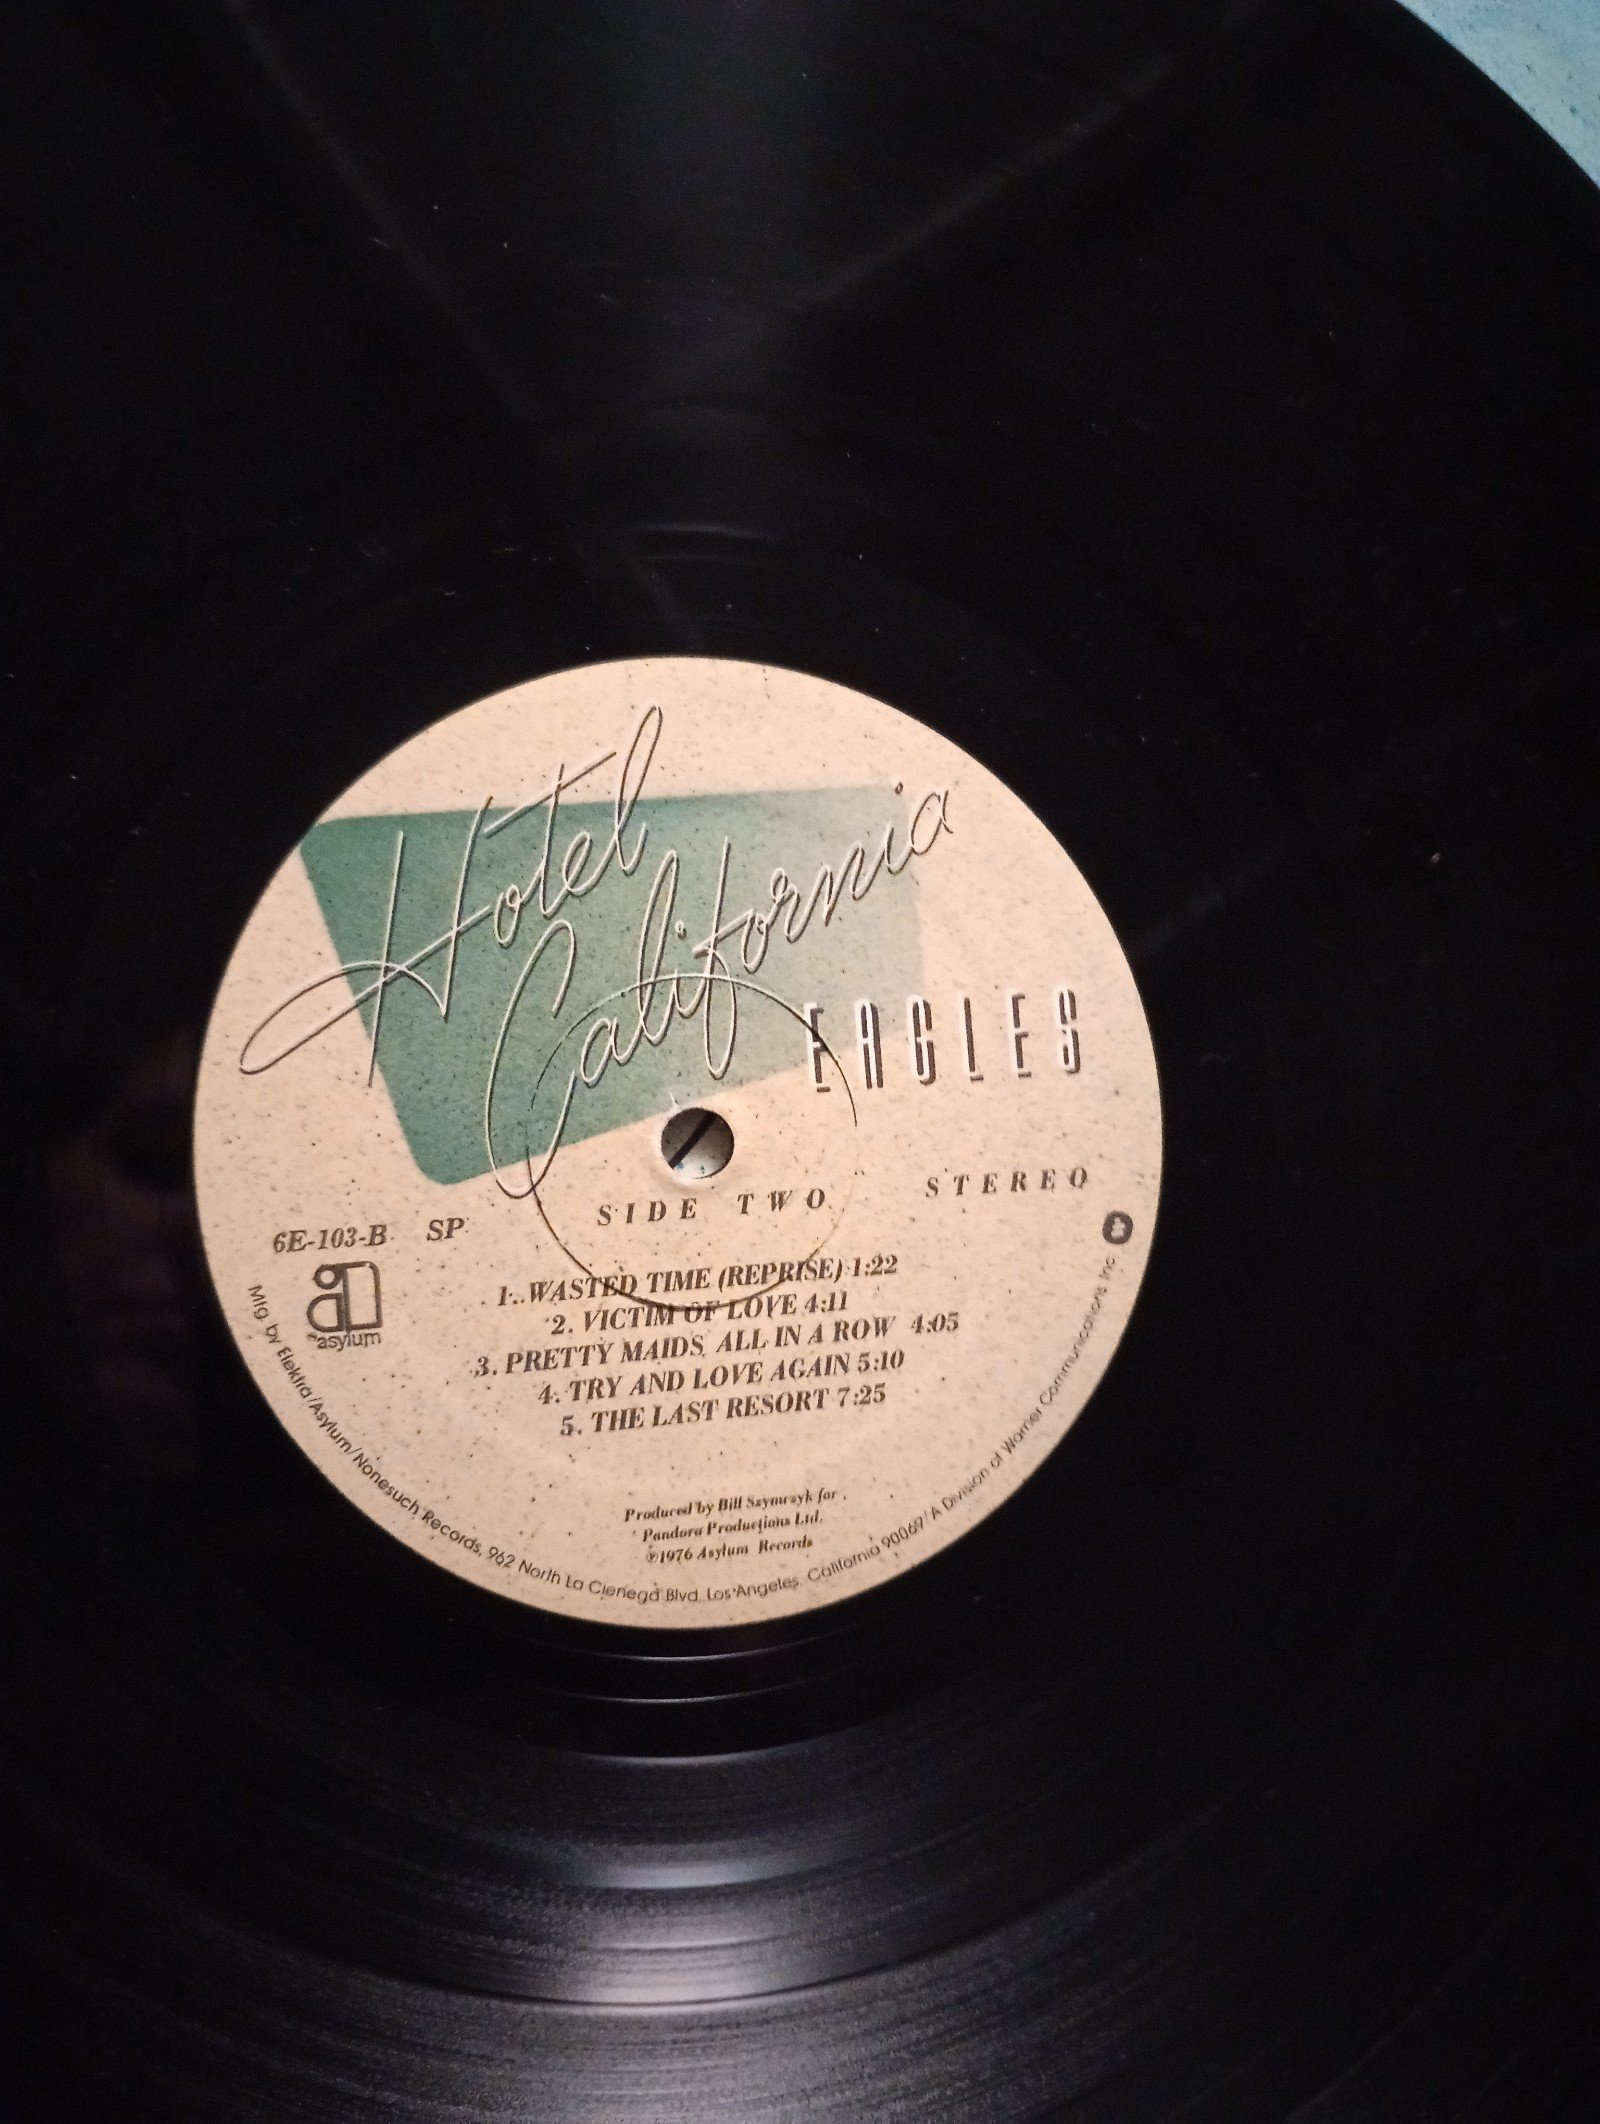 Hotel
California
EAGLES
SIDE TWO
STEREO
6E-103-B SP
asylum
1. WASTED TIME (REPRISE) 1:22
2. VICTIM OF LOVE 4:11
3. PRETTY MAIDS ALL IN A ROW 4:05
4. TRY AND LOVE AGAIN 5:10
5. THE LAST RESORT 7:25
Produced by Bill Szymczyk for
Pandora Productions Ltd.
℗1976 Asylum Records
Mfg. by Elektra/Asylum/Nonesuch Records, 962 North La Cienega Blvd. Los Angeles, California 90069/ A Division of Warner Communications Inc.